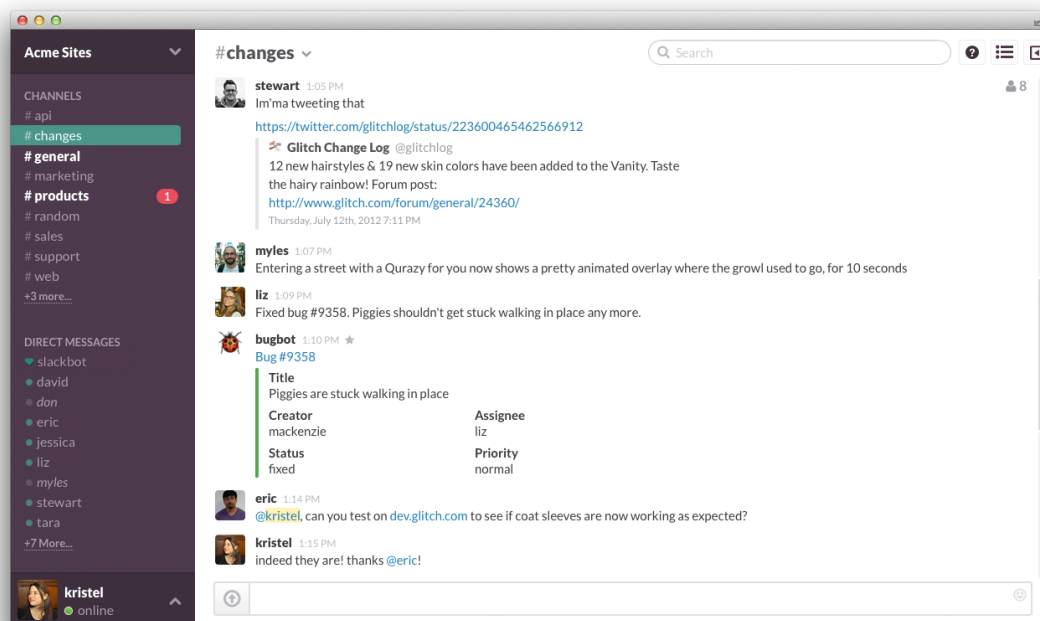 Acme Sites
CHANNELS
# api
# changes
# general
# marketing
# products 1
# random
# sales
# support
# web
+3 more...
DIRECT MESSAGES
slackbot
david
don
eric
jessica
liz
myles
stewart
tara
+7 More...
kristel
online
#changes
Search
?
8
stewart 1:05 PM
Im'ma tweeting that
https://twitter.com/glitchlog/status/223600465462566912
Glitch Change Log @glitchlog
12 new hairstyles & 19 new skin colors have been added to the Vanity. Taste
the hairy rainbow! Forum post:
http://www.glitch.com/forum/general/24360/
Thursday, July 12th, 2012 7:11 PM
myles 1:07 PM
Entering a street with a Qurazy for you now shows a pretty animated overlay where the growl used to go, for 10 seconds
liz 1:09 PM
Fixed bug #9358. Piggies shouldn't get stuck walking in place any more.
bugbot 1:10 PM
Bug #9358
Title
Piggies are stuck walking in place
Creator Assignee
mackenzie liz
Status Priority
fixed normal
eric 1:14 PM
@kristel, can you test on dev.glitch.com to see if coat sleeves are now working as expected?
kristel 1:15 PM
indeed they are! thanks @eric!